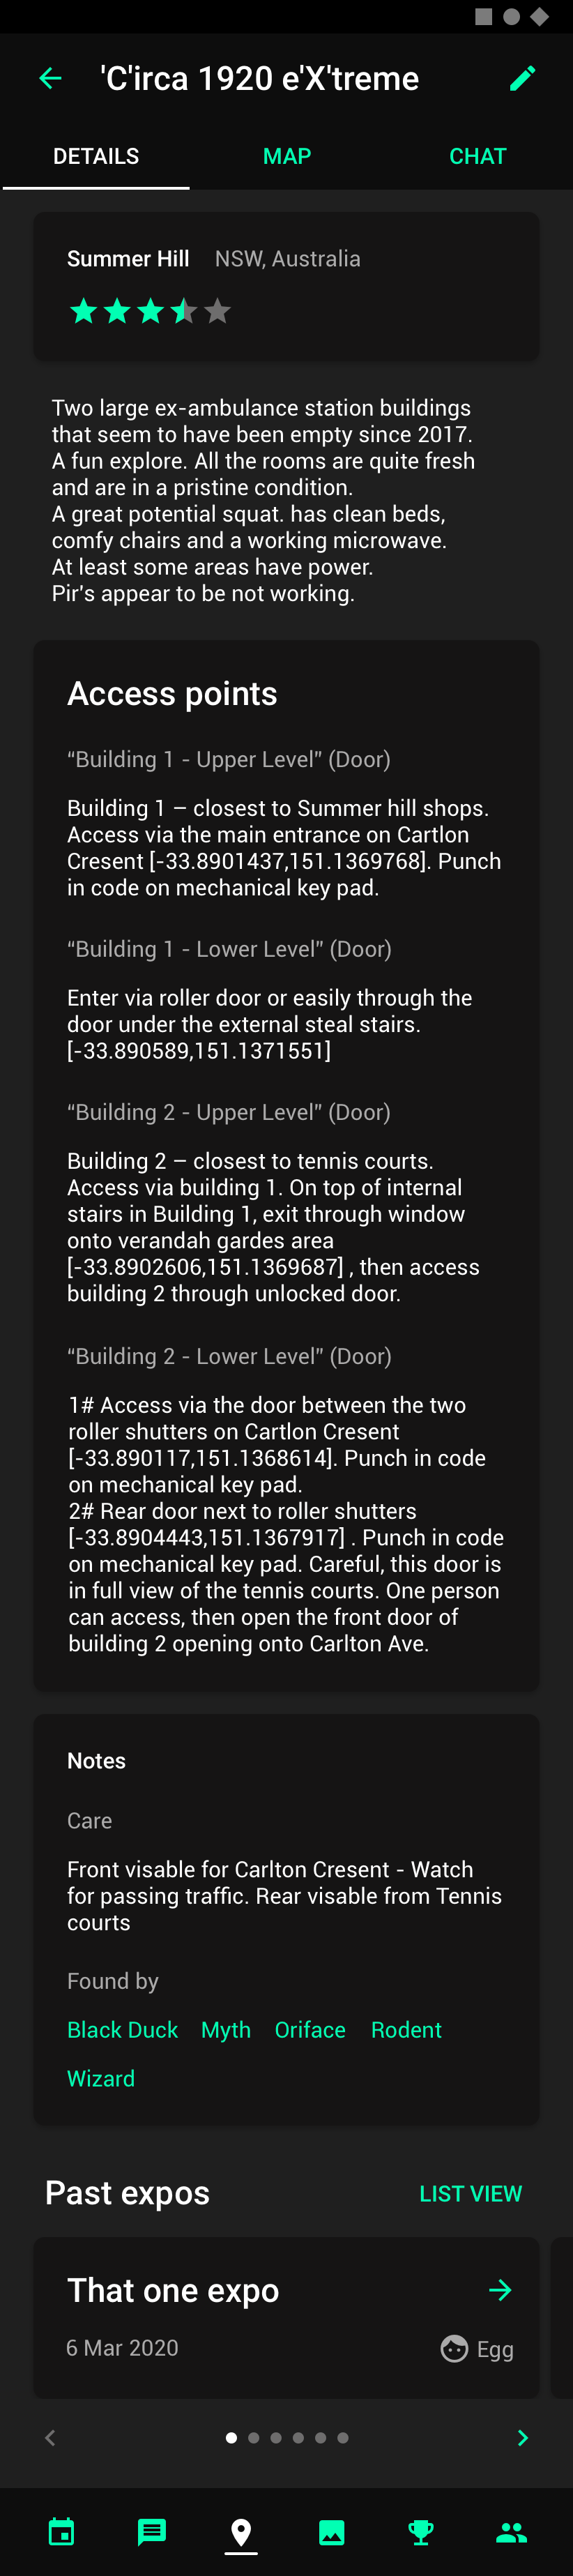 'C'irca 1920 e'X'treme
DETAILS MAP CHAT
Summer Hill NSW, Australia
Two large ex-ambulance station buildings
that seem to have been empty since 2017.
A fun explore. All the rooms are quite fresh
and are in a pristine condition.
A great potential squat. has clean beds,
comfy chairs and a working microwave.
At least some areas have power.
Pir's appear to be not working.
Access points
“Building 1 - Upper Level" (Door)
Building 1 – closest to Summer hill shops.
Access via the main entrance on Cartlon
Cresent [-33.8901437,151.1369768]. Punch
in code on mechanical key pad.
“Building 1 - Lower Level" (Door)
Enter via roller door or easily through the
door under the external steal stairs.
[-33.890589,151.1371551]
“Building 2 - Upper Level" (Door)
Building 2 – closest to tennis courts.
Access via building 1. On top of internal
stairs in Building 1, exit through window
onto verandah gardes area
[-33.8902606,151.1369687] , then access
building 2 through unlocked door.
“Building 2 - Lower Level" (Door)
1# Access via the door between the two
roller shutters on Cartlon Cresent
[-33.890117,151.1368614]. Punch in code
on mechanical key pad.
2# Rear door next to roller shutters
[-33.8904443,151.1367917] . Punch in code
on mechanical key pad. Careful, this door is
in full view of the tennis courts. One person
can access, then open the front door of
building 2 opening onto Carlton Ave.
Notes
Care
Front visable for Carlton Cresent - Watch
for passing traffic. Rear visable from Tennis
courts
Found by
Black Duck Myth Oriface Rodent
Wizard
Past expos LIST VIEW
That one expo
6 Mar 2020 Egg